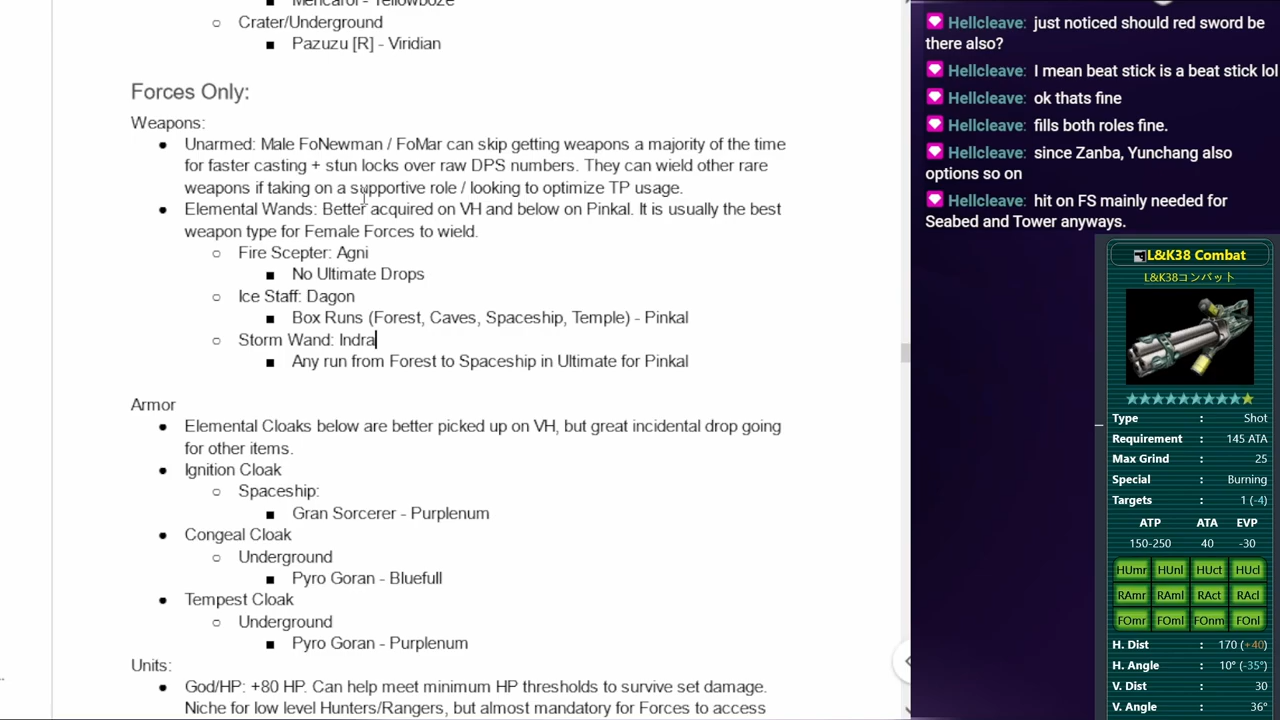 Mericarol - Yellowboze
Crater/Underground
Pazuzu [R] - Viridian
Forces Only:
Weapons:
Unarmed: Male FoNewman / FoMar can skip getting weapons a majority of the time
for faster casting + stun locks over raw DPS numbers. They can wield other rare
weapons if taking on a supportive role / looking to optimize TP usage.
Elemental Wands: Better acquired on VH and below on Pinkal. It is usually the best
weapon type for Female Forces to wield.
Fire Scepter: Agni
No Ultimate Drops
Ice Staff: Dagon
Box Runs (Forest, Caves, Spaceship, Temple) - Pinkal
Storm Wand: Indra
Any run from Forest to Spaceship in Ultimate for Pinkal
Armor
Elemental Cloaks below are better picked up on VH, but great incidental drop going
for other items.
Ignition Cloak
Spaceship:
Gran Sorcerer - Purplenum
Congeal Cloak
Underground
Pyro Goran - Bluefull
Tempest Cloak
Underground
Pyro Goran - Purplenum
Units:
God/HP: +80 HP. Can help meet minimum HP thresholds to survive set damage.
Niche for low level Hunters/Rangers, but almost mandatory for Forces to access
Hellcleave: just noticed should red sword be
there also?
Hellcleave: I mean beat stick is a beat stick lol
Hellcleave: ok thats fine
Hellcleave: fills both roles fine.
Hellcleave: since Zanba, Yunchang also
options so on
Hellcleave: hit on FS mainly needed for
Seabed and Tower anyways.
L&K38 Combat
L&K38コンバット
Type : Shot
Requirement : 145 ATA
Max Grind : 25
Special : Burning
Targets : 1 (-4)
ATP ATA EVP
150-250 40 -30
HUmr HUnl HUct HUcl
RAmr RAml RAct RAcl
FOmr FOml FOnm FOnl
H. Dist : 170 (+40)
H. Angle : 10° (-35°)
V. Dist : 30
V. Angle : 36°